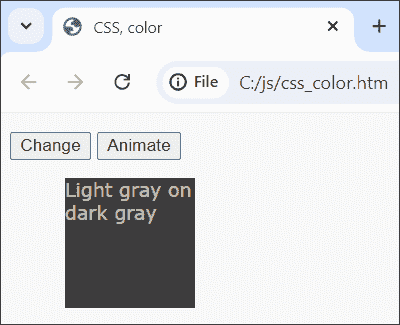 CSS, color
File C:/js/css_color.htm
Change Animate
Light gray on
dark gray